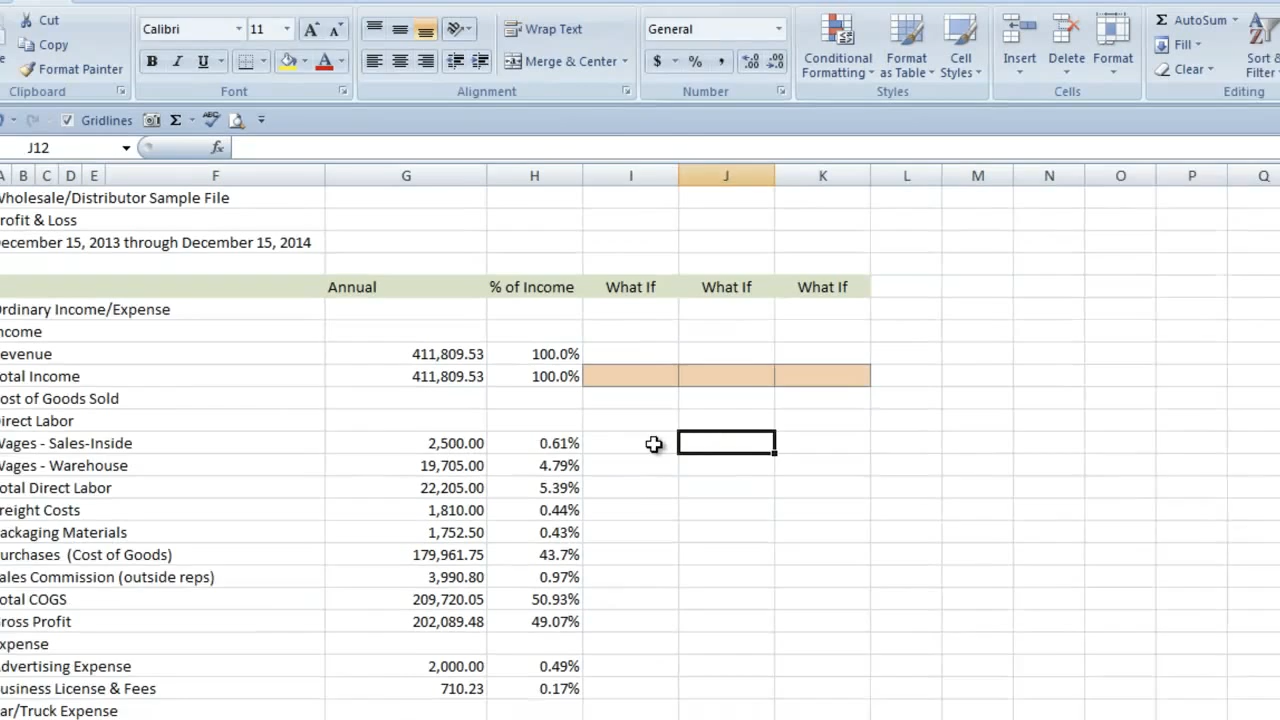 Cut Calibri 11 A A Wrap Text General Conditional Formatting Format as Table Cell Styles Insert Delete Format Σ AutoSum
Copy Fill Sort & Filter
Format Painter B I U A Merge & Center $ % , .00 Clear
Clipboard Font Alignment Number Styles Cells Editing
Gridlines Σ ABC
J12 fx
A B C D E F G H I J K L M N O P Q
Wholesale/Distributor Sample File
rofit & Loss
ecember 15, 2013 through December 15, 2014
Annual % of Income What If What If What If
Ordinary Income/Expense
ncome
evenue 411,809.53 100.0%
otal Income 411,809.53 100.0%
ost of Goods Sold
irect Labor
Wages - Sales-Inside 2,500.00 0.61%
Wages - Warehouse 19,705.00 4.79%
otal Direct Labor 22,205.00 5.39%
reight Costs 1,810.00 0.44%
ackaging Materials 1,752.50 0.43%
urchases (Cost of Goods) 179,961.75 43.7%
ales Commission (outside reps) 3,990.80 0.97%
otal COGS 209,720.05 50.93%
ross Profit 202,089.48 49.07%
xpense
dvertising Expense 2,000.00 0.49%
usiness License & Fees 710.23 0.17%
ar/Truck Expense